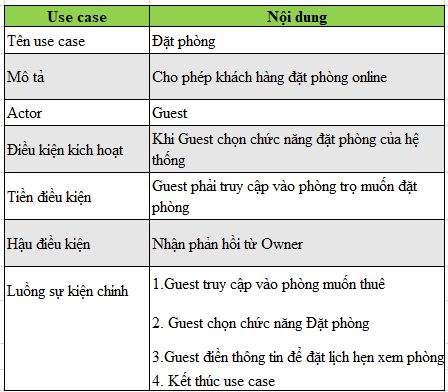 Use case Nội dung
Tên use case Đặt phòng
Mô tả Cho phép khách hàng đặt phòng online
Actor Guest
Điều kiện kích hoạt Khi Guest chọn chức năng đặt phòng của hệ
thống
Tiền điều kiện Guest phải truy cập vào phòng trọ muốn đặt
phòng
Hậu điều kiện Nhận phản hồi từ Owner
Luồng sự kiện chính 1.Guest truy cập vào phòng muốn thuê
2. Guest chọn chức năng Đặt phòng
3.Guest điền thông tin để đặt lịch hẹn xem phòng
4. Kết thúc use case